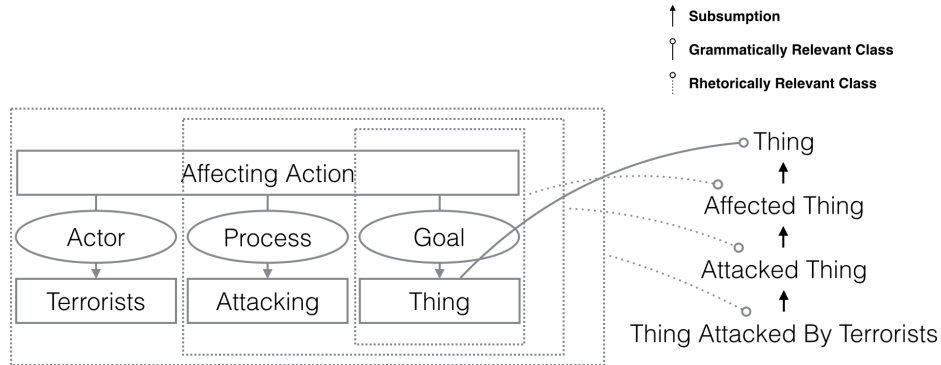 Subsumption
Grammatically Relevant Class
Rhetorically Relevant Class
Affecting Action
Actor
Process
Goal
Terrorists
Attacking
Thing
Thing
Affected Thing
Attacked Thing
Thing Attacked By Terrorists